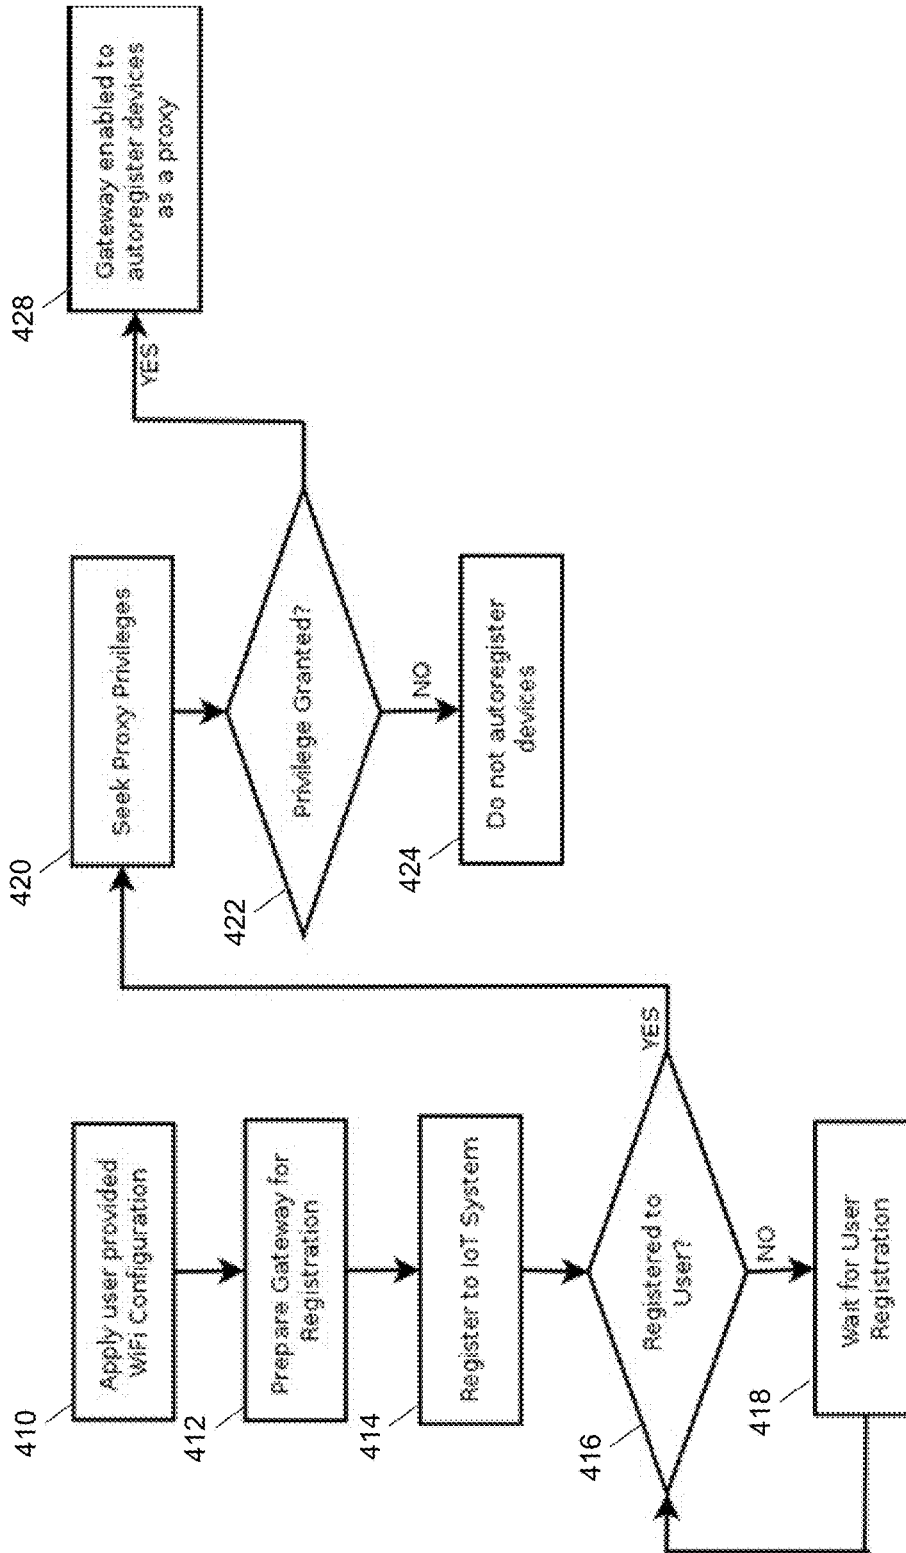 410
Apply user provided
WiFi Configuration
412
Prepare Gateway for
Registration
414
Register to IoT System
416
Registered to
User?
YES
NO
418
Wait for User
Registration
420
Seek Proxy Privileges
422
Privilege Granted?
YES
NO
424
Do not autoregister
devices
428
Gateway enabled to
autoregister devices
as a proxy